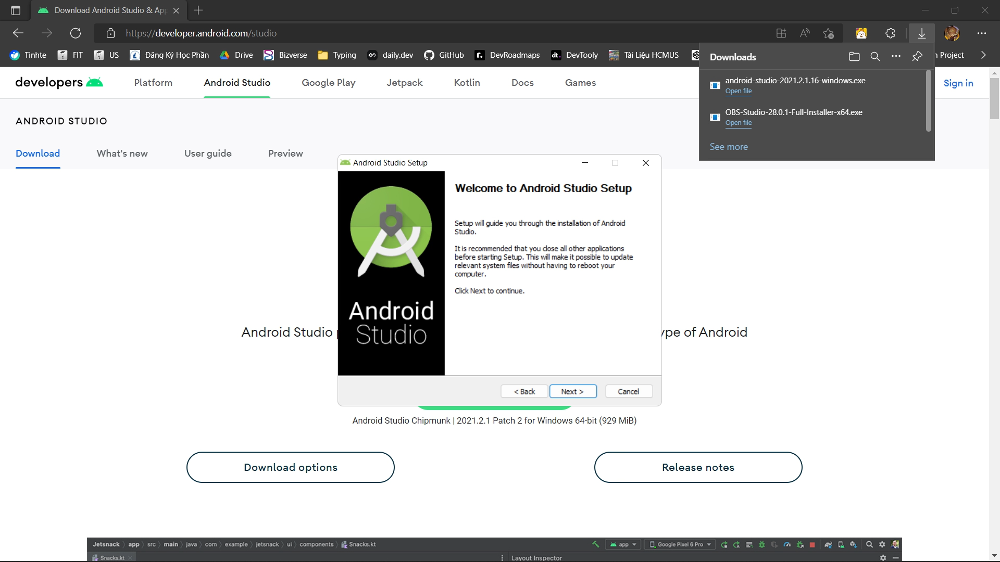 Download Android Studio & Ap
https://developer.android.com/studio
Tinhte FIT US Đăng Ký Học Phần Drive Bizverse Typing daily.dev GitHub DevRoadmaps DevTooly Tài Liệu HCMUS Project
Downloads
android-studio-2021.2.1.16-windows.exe
Open file
OBS-Studio-28.0.1-Full-Installer-x64.exe
Open file
See more
developers Platform Android Studio Google Play Jetpack Kotlin Docs Games Sign in
ANDROID STUDIO
Download What's new User guide Preview
Android Studio Setup
Welcome to Android Studio Setup
Setup will guide you through the installation of Android
Studio.
It is recommended that you close all other applications
before starting Setup. This will make it possible to update
relevant system files without having to reboot your
computer.
Click Next to continue.
Android
Studio
< Back Next > Cancel
Android Studio ype of Android
Android Studio Chipmunk | 2021.2.1 Patch 2 for Windows 64-bit (929 MiB)
Download options Release notes
Jetsnack app src main java com example jetsnack ui components Snacks.kt app Google Pixel 6 Pro
Snacks.kt Layout Inspector